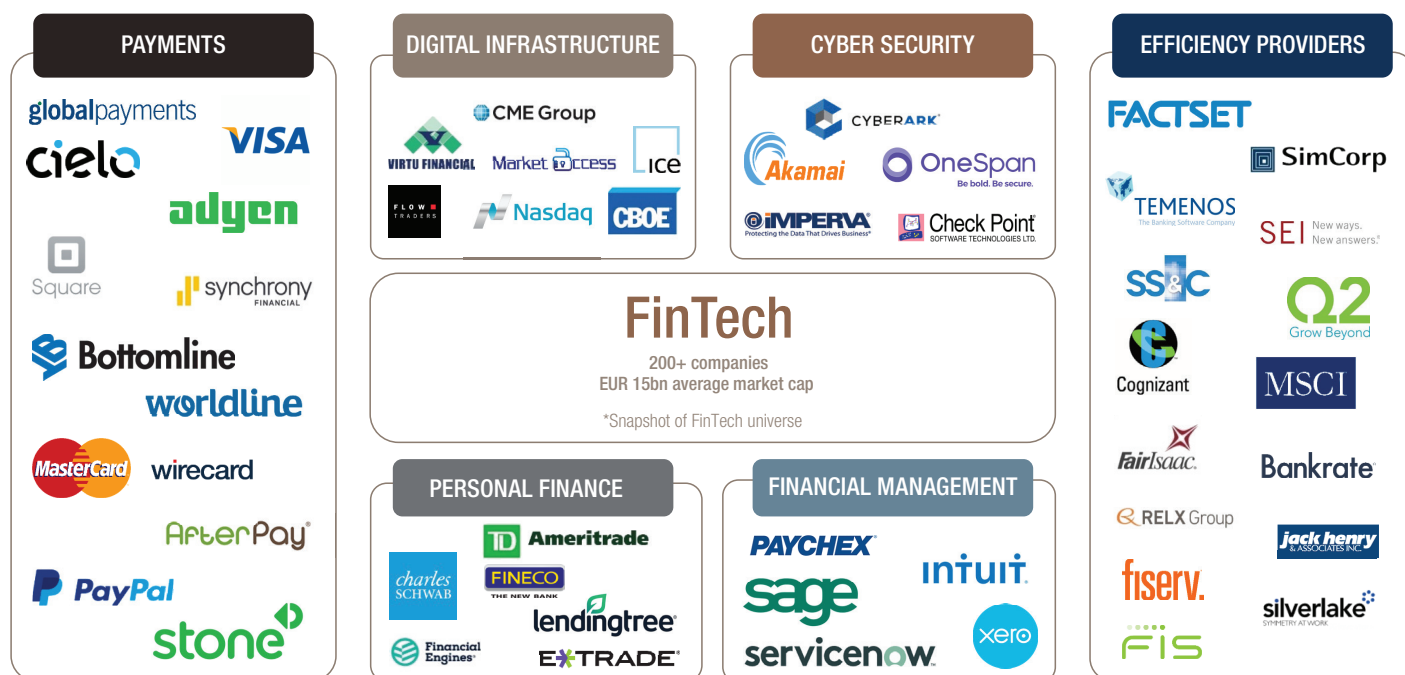 PAYMENTS
globalpayments
VISA
cielo
adyen
Square
synchrony
FINANCIAL
Bottomline
worldline
MasterCard
wirecard
AfterPay®
PayPal
stone
DIGITAL INFRASTRUCTURE
CME Group
VIRTU FINANCIAL
Market Access
ice
FLOW
TRADERS
Nasdaq
CBOE
CYBER SECURITY
CYBERARK®
Akamai
OneSpan
Be bold. Be secure.
iMPERVA®
Protecting the Data That Drives Business®
Check Point
SOFTWARE TECHNOLOGIES LTD.
EFFICIENCY PROVIDERS
FACTSET
SimCorp
TEMENOS
The Banking Software Company
SEI New ways.
New answers.®
SS&C
Q2
Grow Beyond
Cognizant
MSCI
FairIsaac.
Bankrate
RELX Group
jack henry
& ASSOCIATES INC.
fiserv.
silverlake
SYMMETRY AT WORK
FIS
FinTech
200+ companies
EUR 15bn average market cap
*Snapshot of FinTech universe
PERSONAL FINANCE
TD Ameritrade
charles
SCHWAB
FINECO
THE NEW BANK
lendingtree®
Financial
Engines®
E*TRADE®
FINANCIAL MANAGEMENT
PAYCHEX®
intuit®
sage
xero
servicenow™